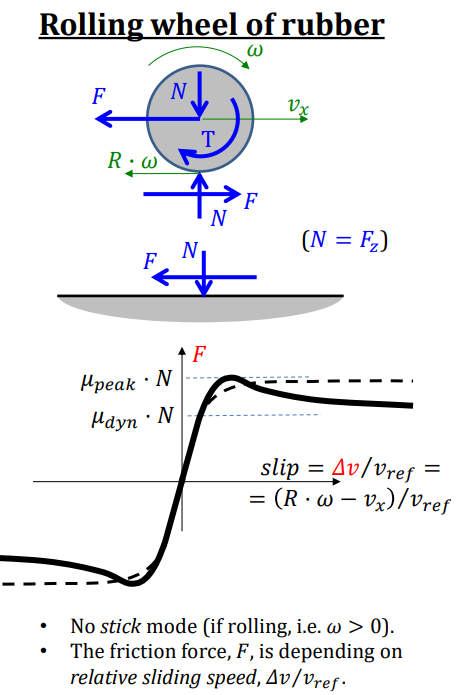 Rolling wheel of rubber
ω
F
N
v_x
T
R · ω
F
N
(N = F_z)
F
N
F
μ_peak · N
μ_dyn · N
slip = Δv/v_ref =
= (R · ω − v_x)/v_ref
• No stick mode (if rolling, i.e. ω > 0).
• The friction force, F, is depending on
relative sliding speed, Δv/v_ref.